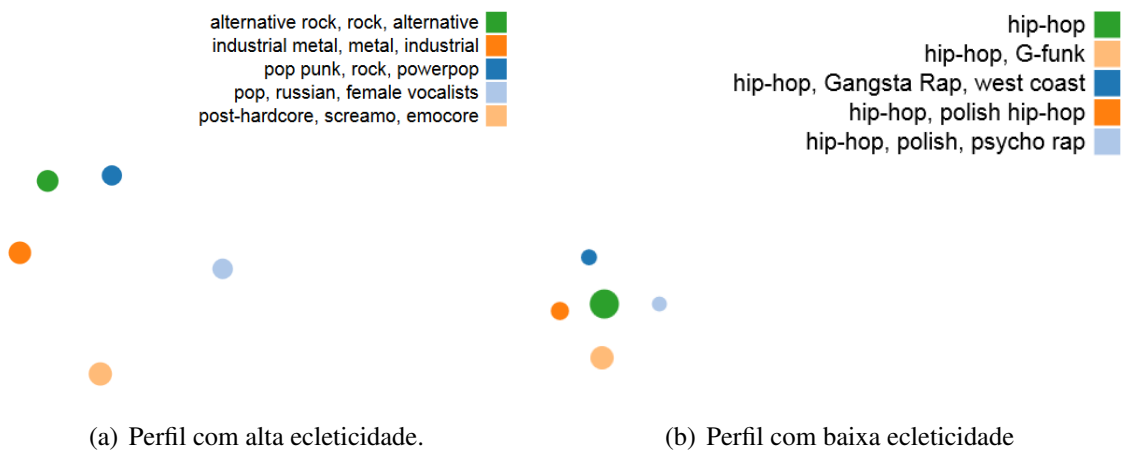 alternative rock, rock, alternative
industrial metal, metal, industrial
pop punk, rock, powerpop
pop, russian, female vocalists
post-hardcore, screamo, emocore
hip-hop
hip-hop, G-funk
hip-hop, Gangsta Rap, west coast
hip-hop, polish hip-hop
hip-hop, polish, psycho rap
(a) Perfil com alta ecleticidade.
(b) Perfil com baixa ecleticidade